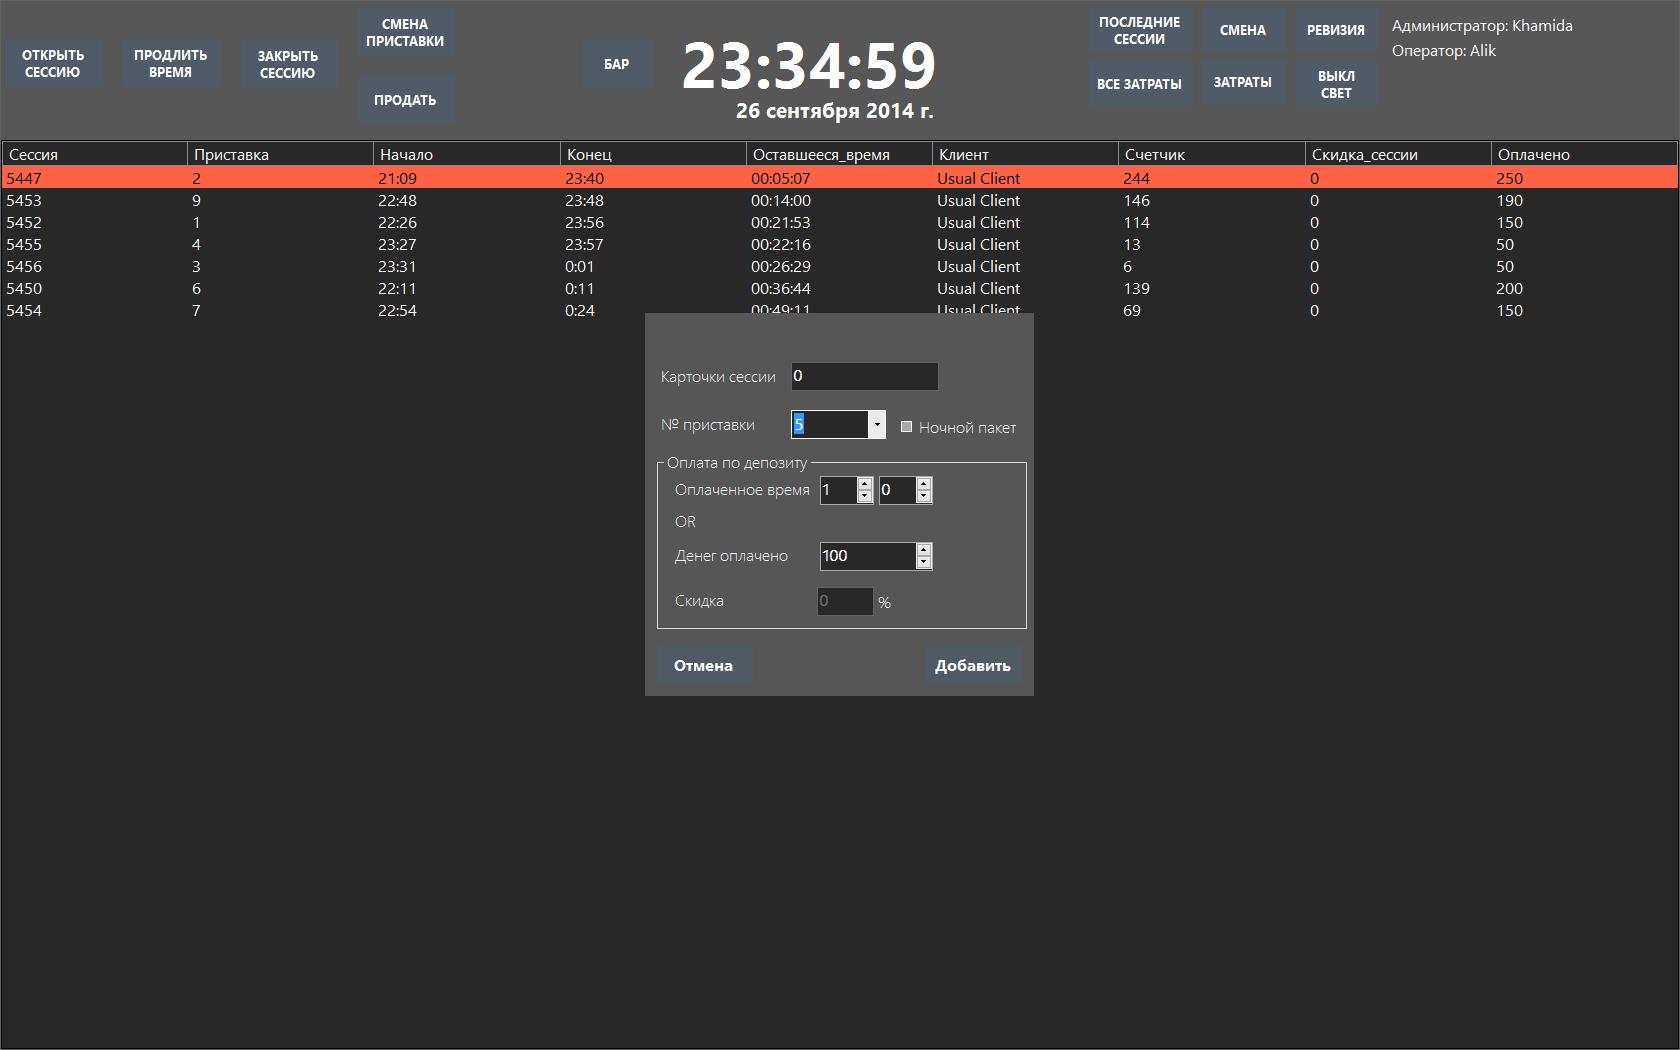 ОТКРЫТЬ
СЕССИЮ
ПРОДЛИТЬ
ВРЕМЯ
ЗАКРЫТЬ
СЕССИЮ
СМЕНА
ПРИСТАВКИ
ПРОДАТЬ
БАР
23:34:59
26 сентября 2014 г.
ПОСЛЕДНИЕ
СЕССИИ
СМЕНА
РЕВИЗИЯ
ВСЕ ЗАТРАТЫ
ЗАТРАТЫ
ВЫКЛ
СВЕТ
Администратор: Khamida
Оператор: Alik
Сессия Приставка Начало Конец Оставшееся_время Клиент Счетчик Скидка_сессии Оплачено
5447 2 21:09 23:40 00:05:07 Usual Client 244 0 250
5453 9 22:48 23:48 00:14:00 Usual Client 146 0 190
5452 1 22:26 23:56 00:21:53 Usual Client 114 0 150
5455 4 23:27 23:57 00:22:16 Usual Client 13 0 50
5456 3 23:31 0:01 00:26:29 Usual Client 6 0 50
5450 6 22:11 0:11 00:36:44 Usual Client 139 0 200
5454 7 22:54 0:24 00:49:11 Usual Client 69 0 150
Карточки сессии 0
№ приставки 5 Ночной пакет
Оплата по депозиту
Оплаченное время 1 0
OR
Денег оплачено 100
Скидка 0 %
Отмена Добавить